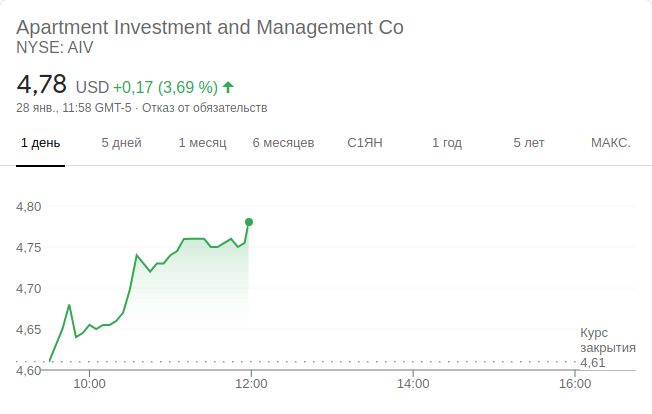 Apartment Investment and Management Co
NYSE: AIV
4,78 USD +0,17 (3,69 %)
28 янв., 11:58 GMT-5 · Отказ от обязательств
1 день 5 дней 1 месяц 6 месяцев С1ЯН 1 год 5 лет МАКС.
4,80
4,75
4,70
4,65
4,60
Курс
закрытия
4,61
10:00 12:00 14:00 16:00